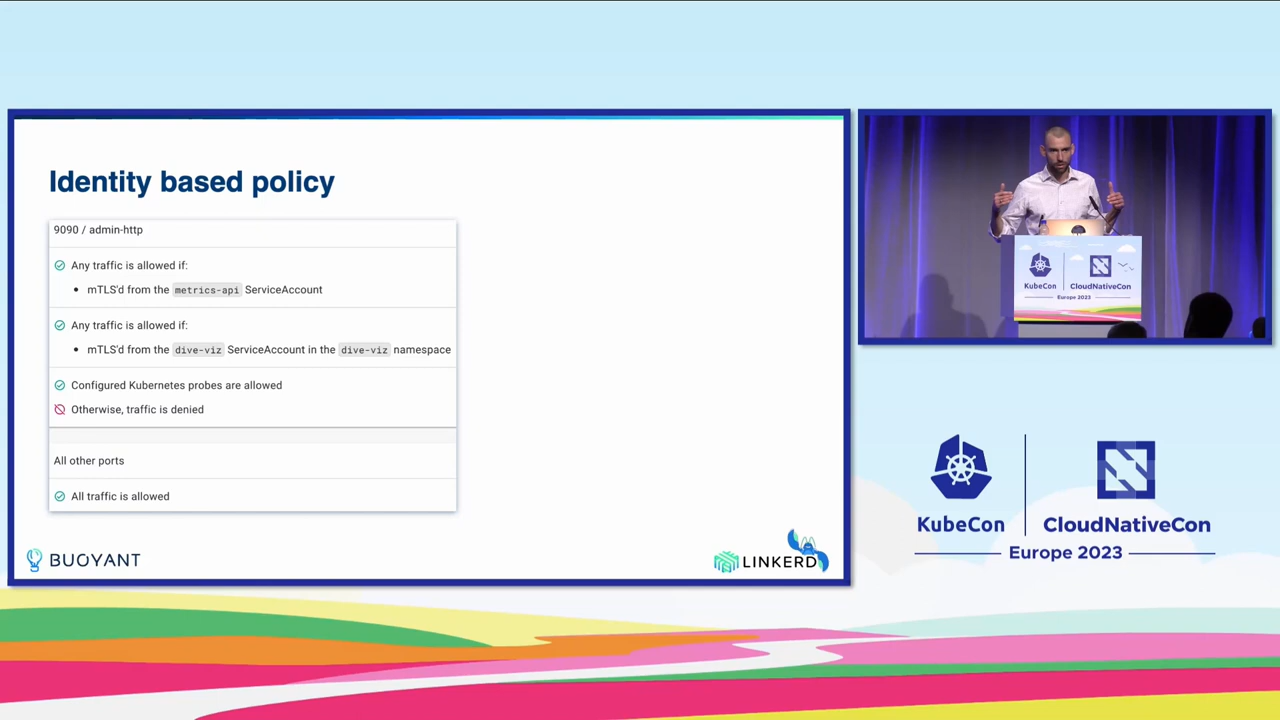 Identity based policy
9090 / admin-http
Any traffic is allowed if:
• mTLS'd from the metrics-api ServiceAccount
Any traffic is allowed if:
• mTLS'd from the dive-viz ServiceAccount in the dive-viz namespace
Configured Kubernetes probes are allowed
Otherwise, traffic is denied
All other ports
All traffic is allowed
BUOYANT
LINKERD
KubeCon
CloudNativeCon
Europe 2023
KubeCon
CloudNativeCon
Europe 2023